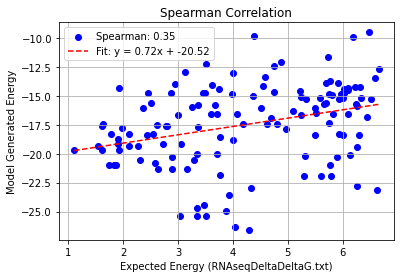 Spearman Correlation
Spearman: 0.35
Fit: y = 0.72x + -20.52
Model Generated Energy
−10.0
−12.5
−15.0
−17.5
−20.0
−22.5
−25.0
1 2 3 4 5 6
Expected Energy (RNAseqDeltaDeltaG.txt)